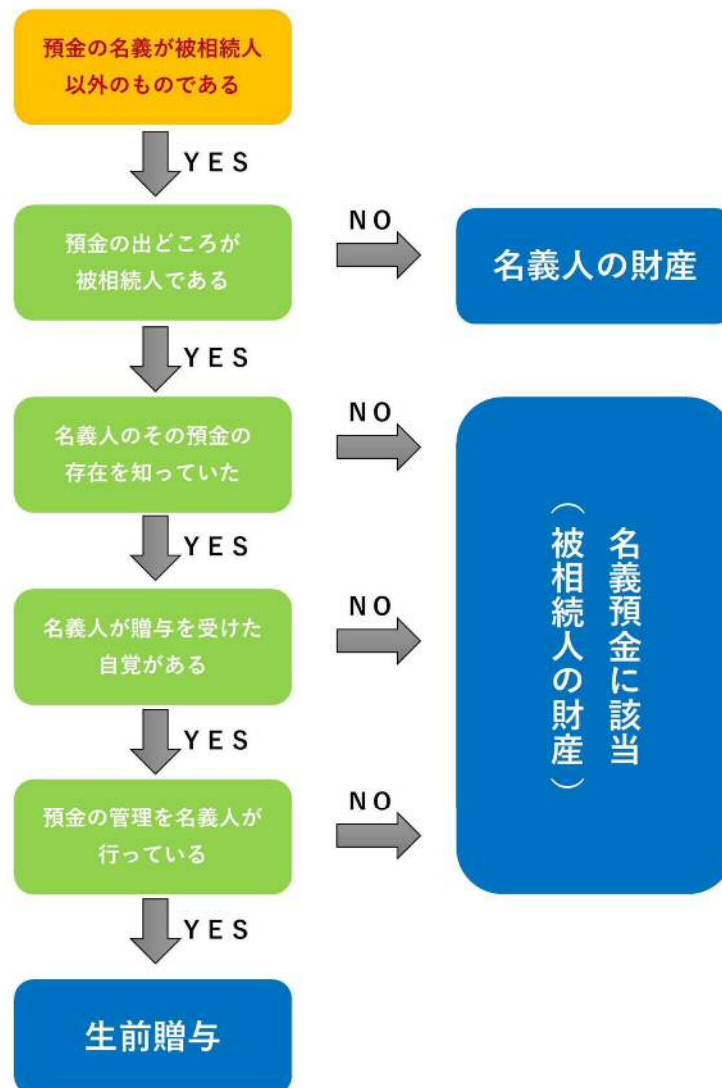 預金の名義が被相続人
以外のものである
YES
預金の出どころが
被相続人である
NO
名義人の財産
YES
名義人のその預金の
存在を知っていた
NO
名義預金に該当
（被相続人の財産）
YES
名義人が贈与を受けた
自覚がある
NO
YES
預金の管理を名義人が
行っている
NO
YES
生前贈与